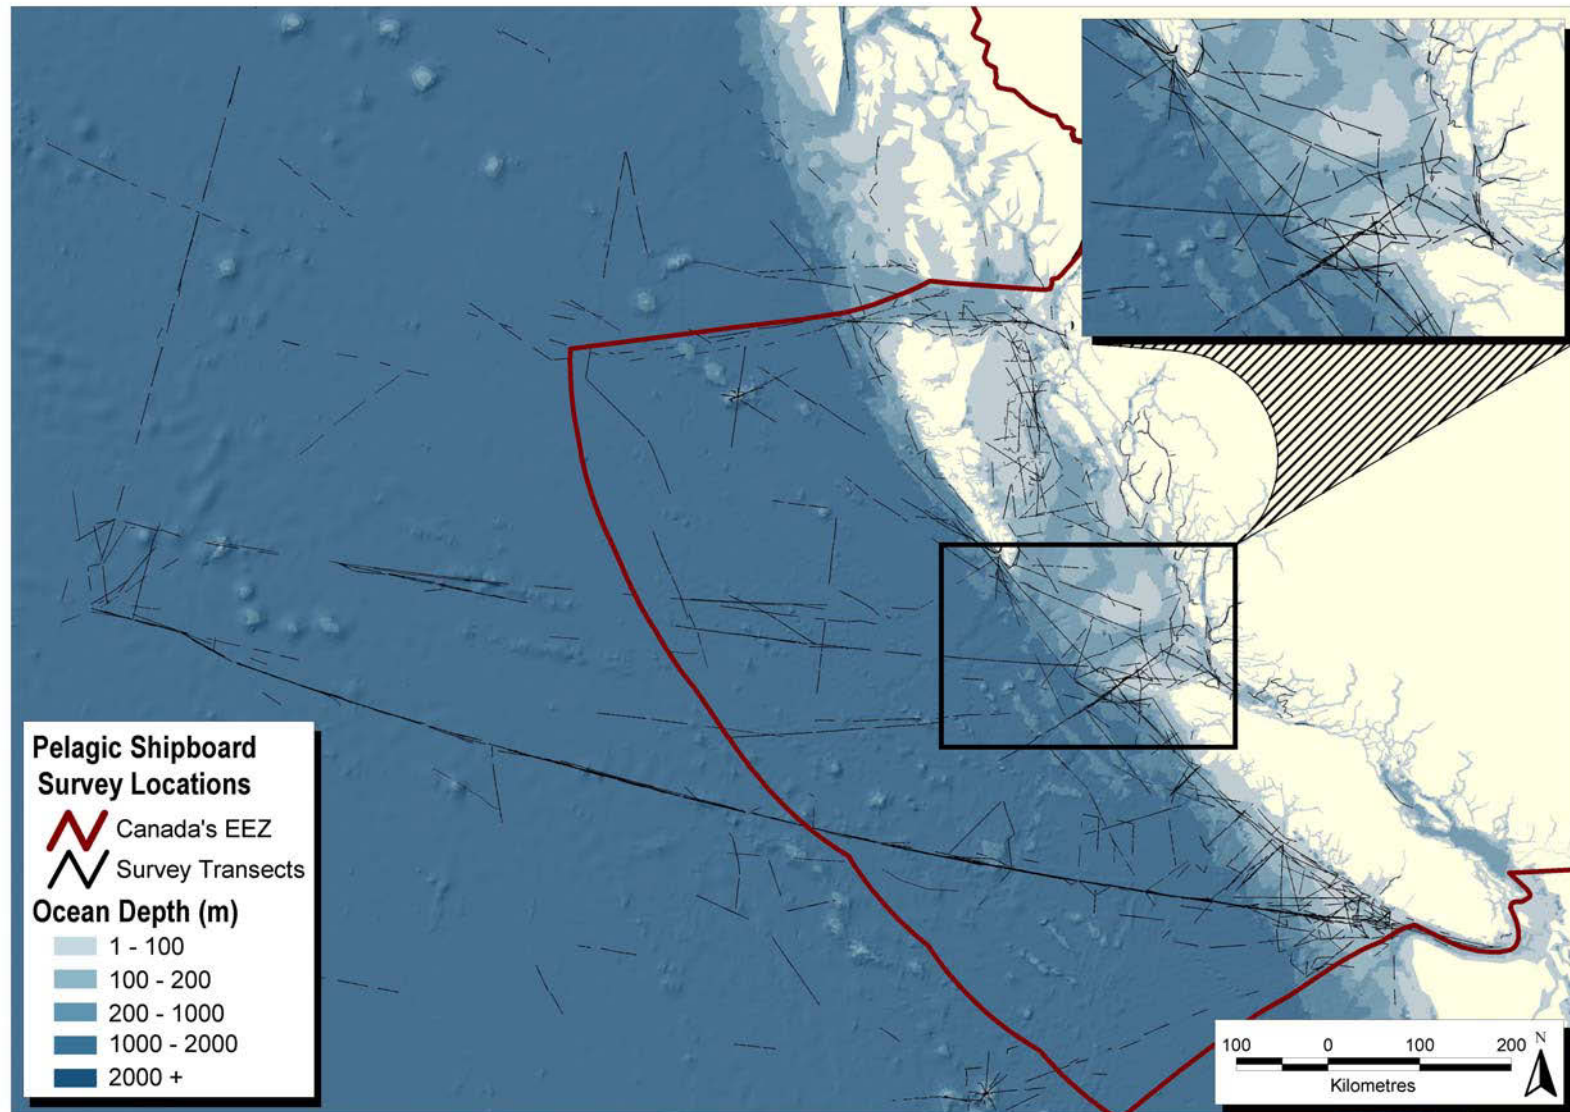 Pelagic Shipboard
Survey Locations
Canada's EEZ
Survey Transects
Ocean Depth (m)
1 - 100
100 - 200
200 - 1000
1000 - 2000
2000 +
100 0 100 200
Kilometres
N